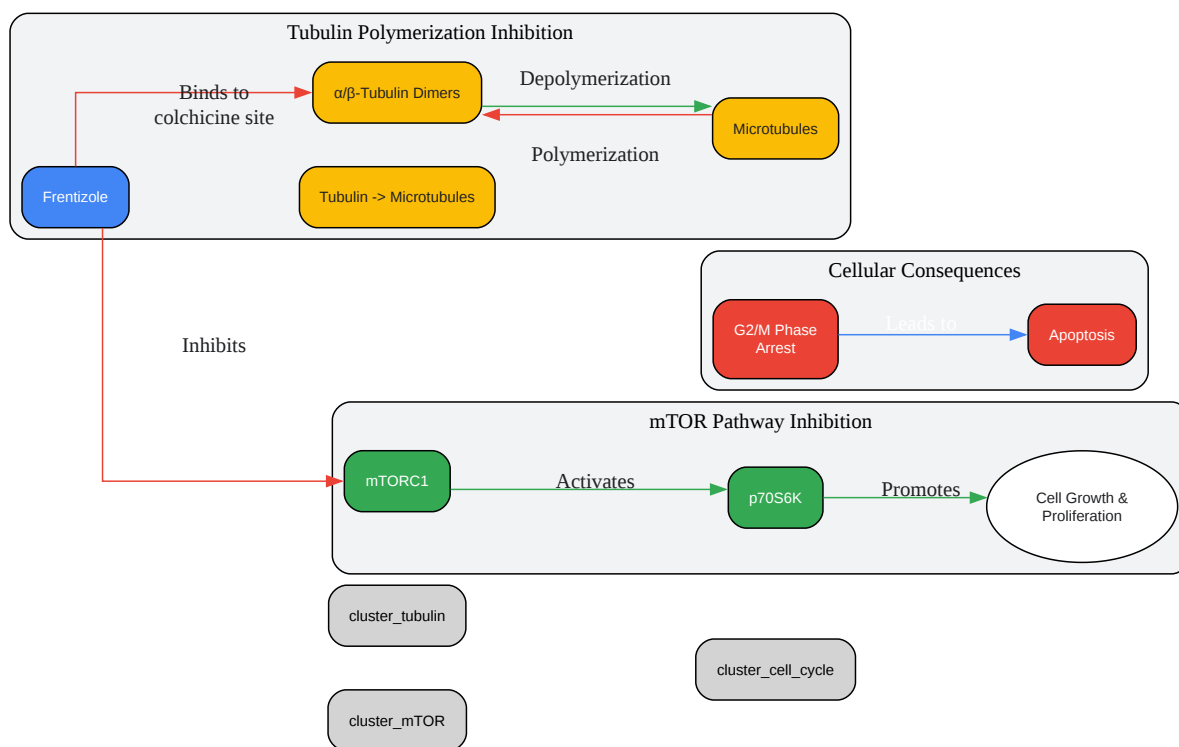 Tubulin Polymerization Inhibition
Binds to
colchicine site
α/β-Tubulin Dimers
Depolymerization
Microtubules
Polymerization
Frentizole
Tubulin -> Microtubules
Cellular Consequences
G2/M Phase
Arrest
Leads to
Apoptosis
Inhibits
mTOR Pathway Inhibition
mTORC1
Activates
p70S6K
Promotes
Cell Growth &
Proliferation
cluster_tubulin
cluster_cell_cycle
cluster_mTOR